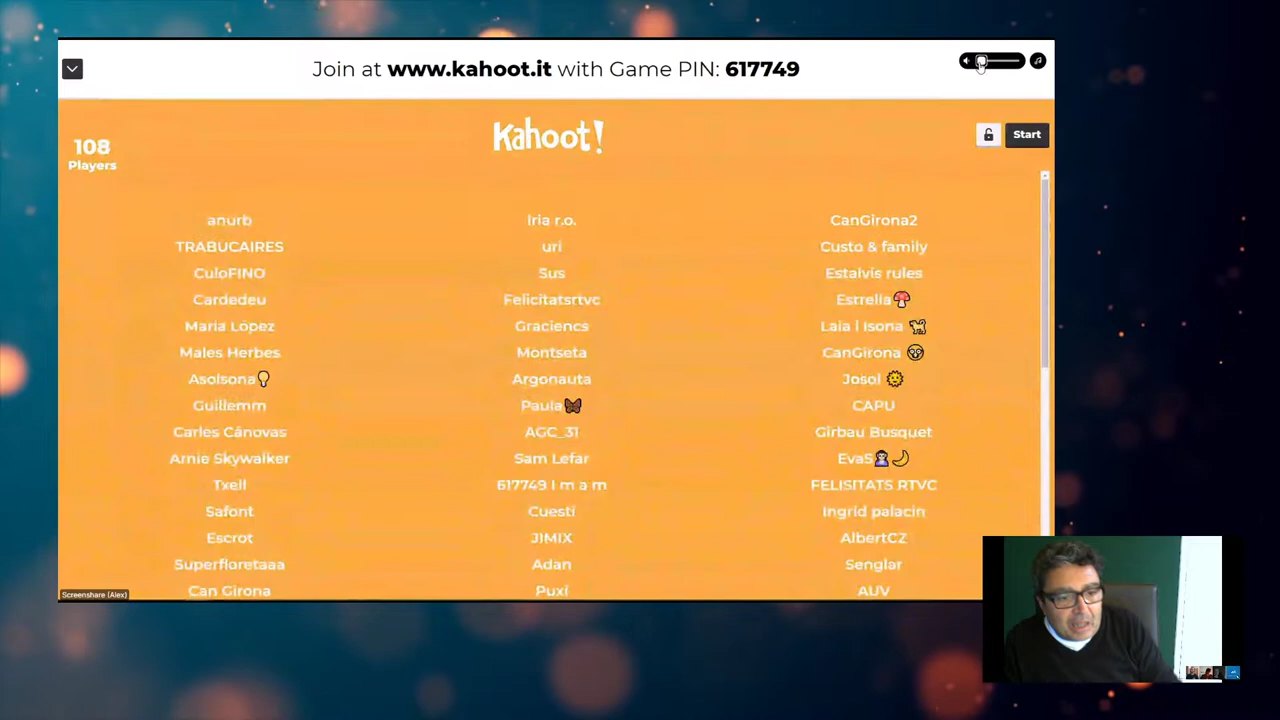 Join at www.kahoot.it with Game PIN: 617749
108
Players
Kahoot!
Start
anurb
Iria r.o.
CanGirona2
TRABUCAIRES
uri
Custo & family
CuloFINO
Sus
Estalvis rules
Cardedeu
Felicitatsrtvc
Estrella🍄
Maria López
Graciencs
Laia i Isona 🐕
Males Herbes
Montseta
CanGirona
Asolsona
Argonauta
Josol 🌞
Guillemm
Paula🦋
CAPU
Carles Cànovas
AGC_31
Girbau Busquet
Arnie Skywalker
Sam Lefar
EvaS🌙
Txell
617749 I m a m
FELISITATS RTVC
Safont
Cuesti
Ingrid palacin
Escrot
JIMIX
AlbertCZ
Superfloretaaa
Adan
Senglar
Can Girona
Puxi
AUV
Screenshare (Alex)